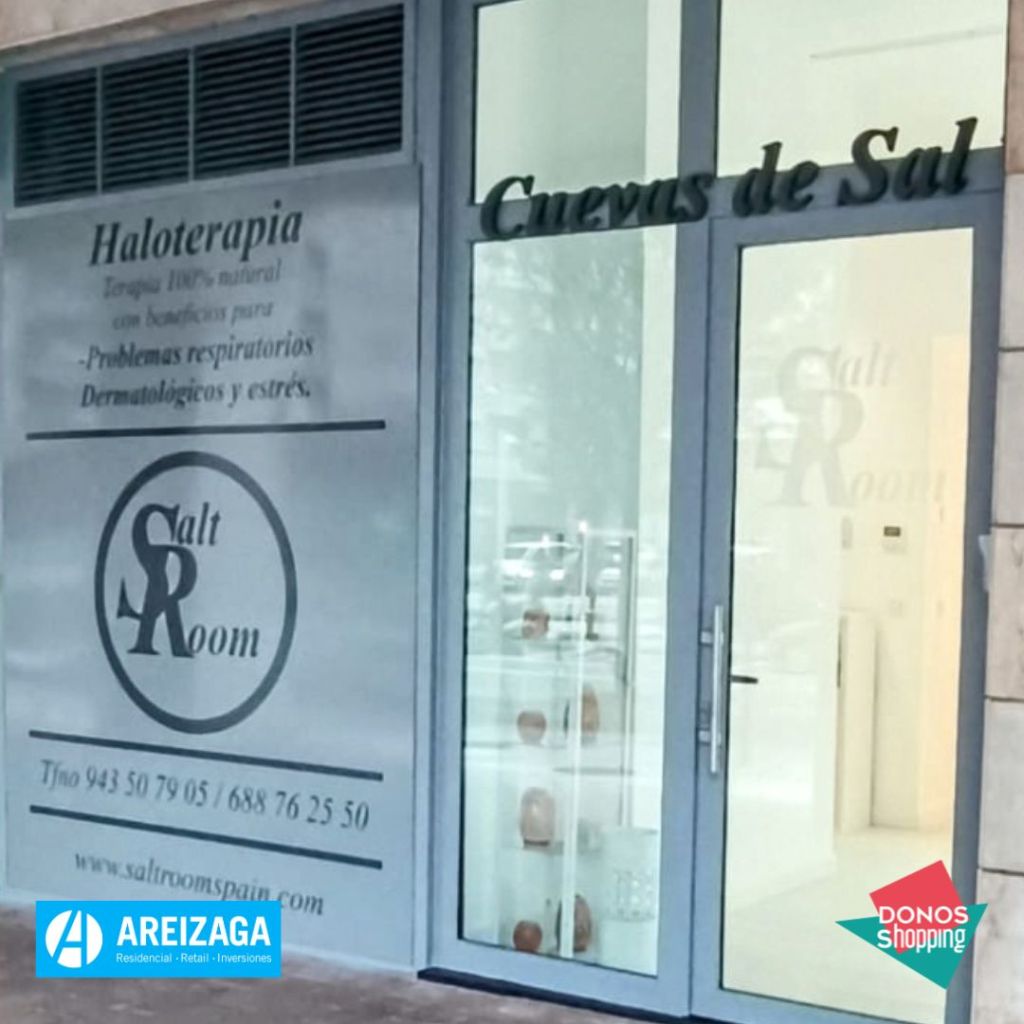 Cuevas de Sal
Haloterapia
Terapia 100% natural
con beneficios para
-Problemas respiratorios
Dermatológicos y estrés.
Salt
Room
Salt
Room
Tfno 943 50 79 05 / 688 76 25 50
www.saltroomspain.com
AREIZAGA
Residencial · Retail · Inversiones
DONOS
Shopping